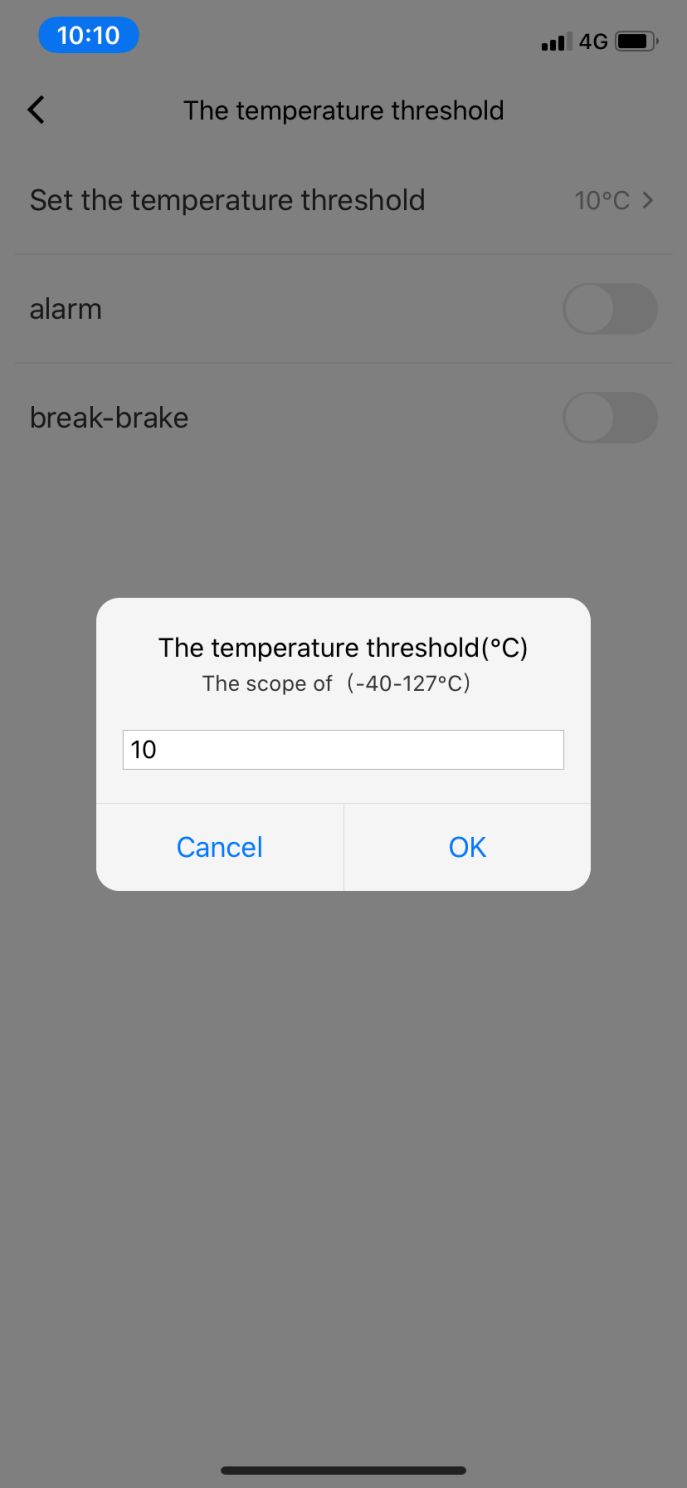 10:10
4G
The temperature threshold
Set the temperature threshold 10°C
alarm
break-brake
The temperature threshold(°C)
The scope of（-40-127°C）
10
Cancel OK